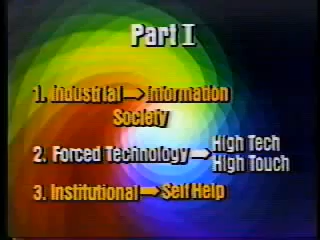 Part I
1. Industrial → Information
Society
2. Forced Technology → High Tech
High Touch
3. Institutional → Self Help